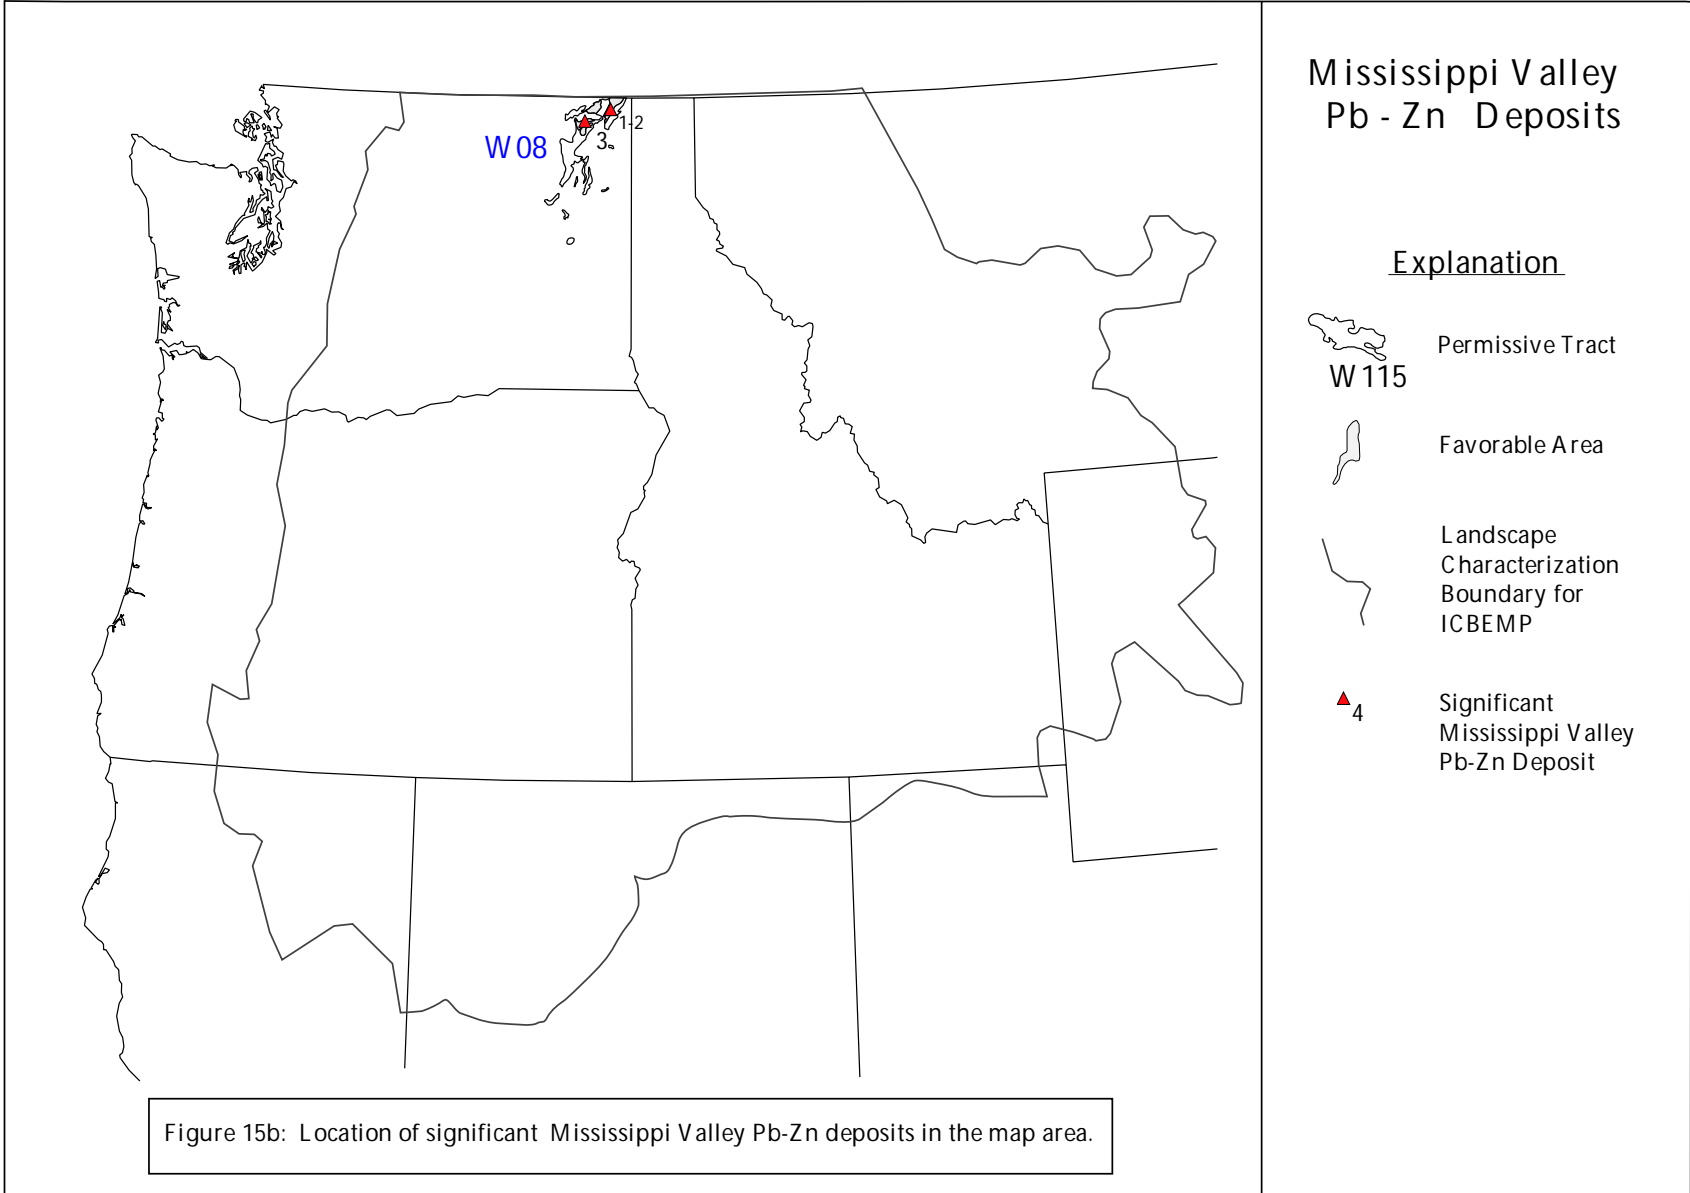 Mississippi Valley
Pb - Zn Deposits
W08
1-2
3
Explanation
Permissive Tract
W115
Favorable Area
Landscape
Characterization
Boundary for
ICBEMP
4
Significant
Mississippi Valley
Pb-Zn Deposit
Figure 15b: Location of significant Mississippi Valley Pb-Zn deposits in the map area.